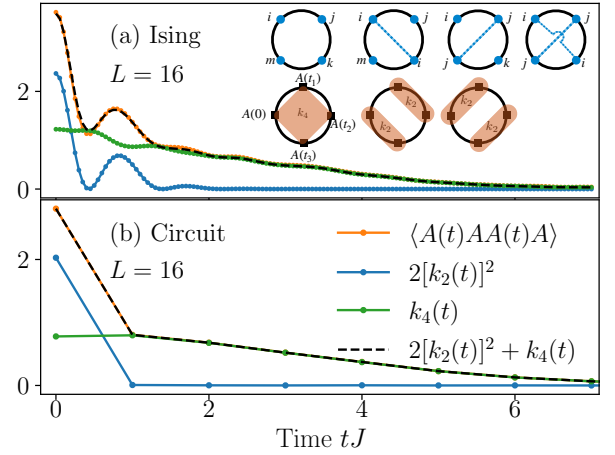 (a) Ising
L = 16
i j i j i j i j
m k m i j k j i
A(t₁)
A(0) k₄ A(t₂) k₂ k₂ k₂ k₂
A(t₃)
2
0
(b) Circuit
L = 16
⟨A(t)AA(t)A⟩
2[k₂(t)]²
k₄(t)
2[k₂(t)]² + k₄(t)
2
0
0 2 4 6
Time tJ